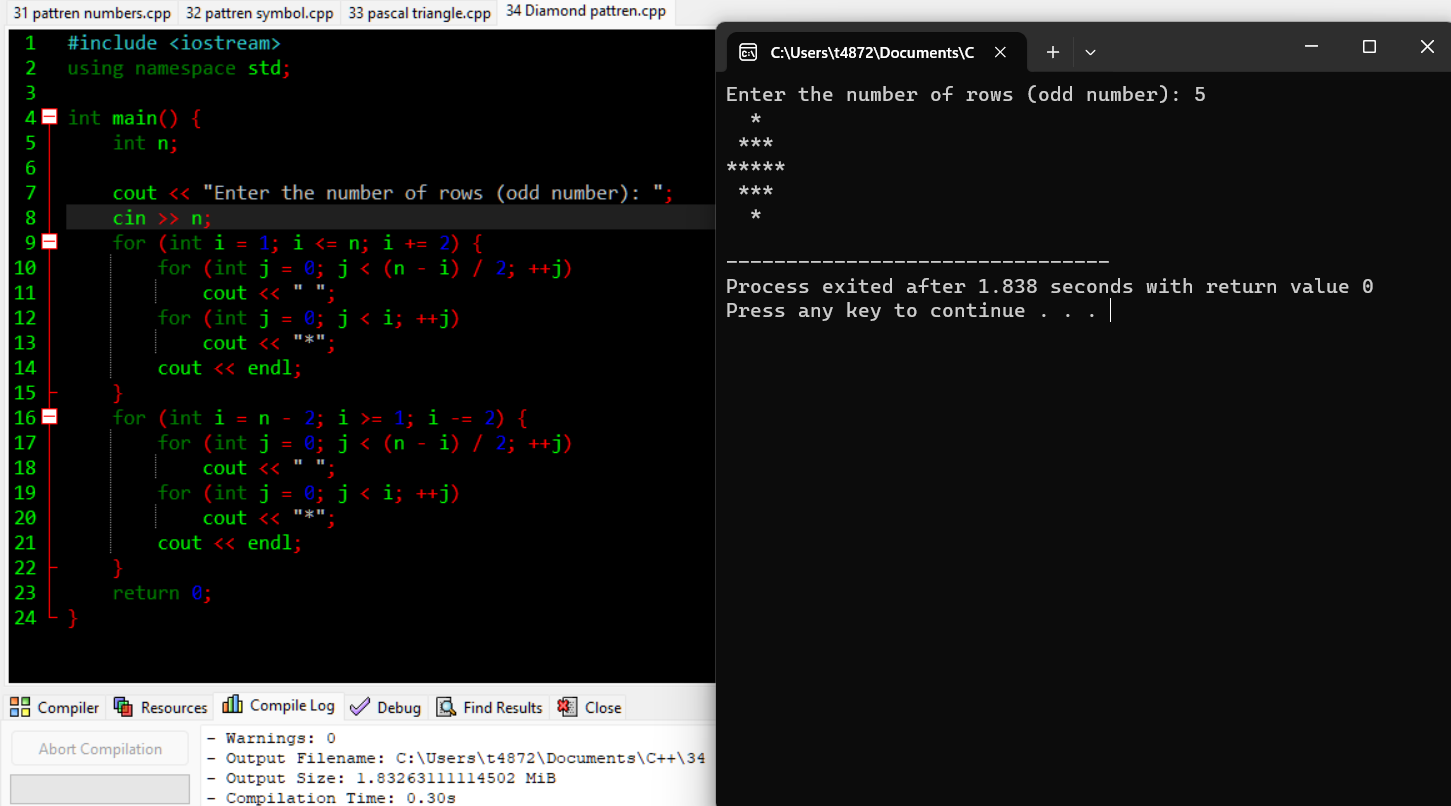 31 pattren numbers.cpp 32 pattren symbol.cpp 33 pascal triangle.cpp 34 Diamond pattren.cpp
1 #include <iostream>
2 using namespace std;
3
4 int main() {
5     int n;
6
7     cout << "Enter the number of rows (odd number): ";
8     cin >> n;
9     for (int i = 1; i <= n; i += 2) {
10         for (int j = 0; j < (n - i) / 2; ++j)
11             cout << " ";
12         for (int j = 0; j < i; ++j)
13             cout << "*";
14         cout << endl;
15     }
16     for (int i = n - 2; i >= 1; i -= 2) {
17         for (int j = 0; j < (n - i) / 2; ++j)
18             cout << " ";
19         for (int j = 0; j < i; ++j)
20             cout << "*";
21         cout << endl;
22     }
23     return 0;
24 }
C:\Users\t4872\Documents\C
Enter the number of rows (odd number): 5
  *
 ***
*****
 ***
  *
--------------------------------
Process exited after 1.838 seconds with return value 0
Press any key to continue . . .
Compiler Resources Compile Log Debug Find Results Close
Abort Compilation
- Warnings: 0
- Output Filename: C:\Users\t4872\Documents\C++\34
- Output Size: 1.83263111114502 MiB
- Compilation Time: 0.30s